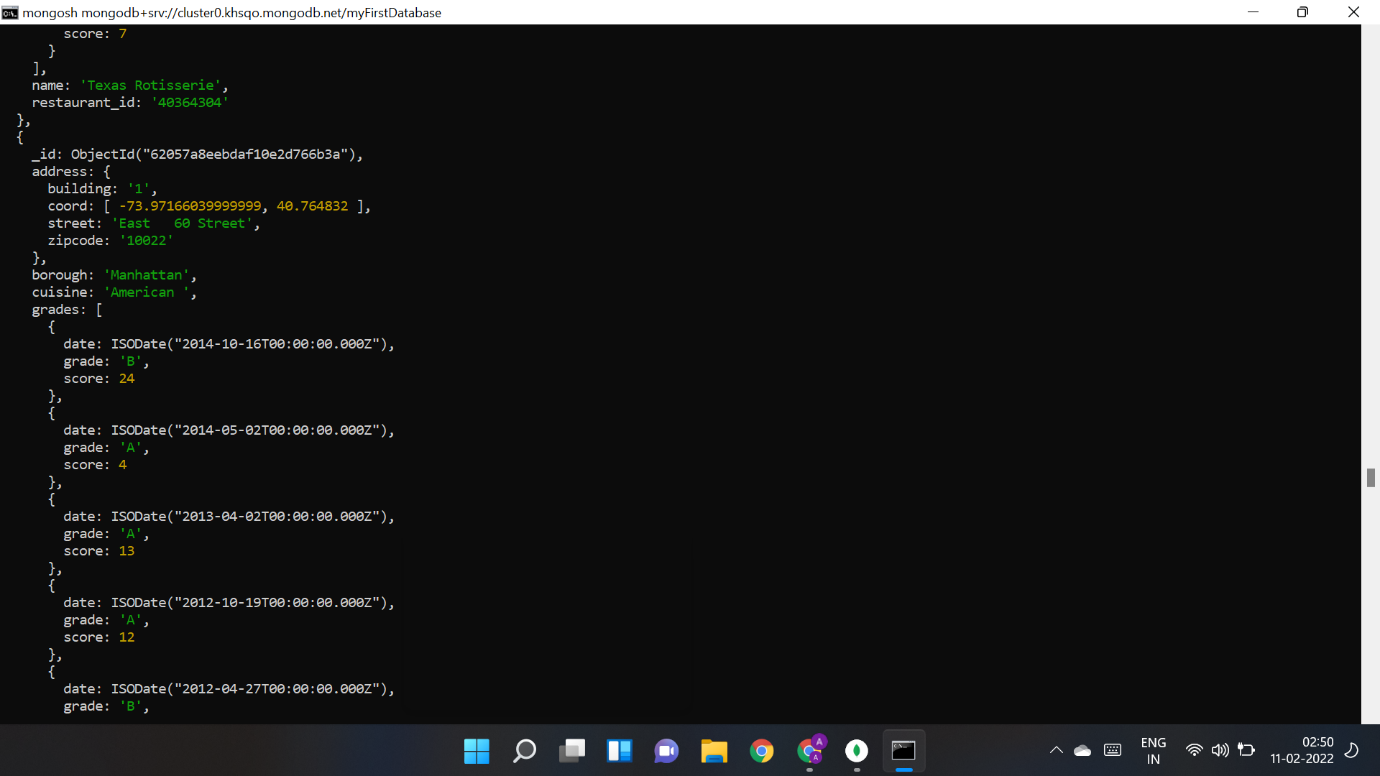 mongosh mongodb+srv://cluster0.khsqo.mongodb.net/myFirstDatabase
score: 7
}
],
name: 'Texas Rotisserie',
restaurant_id: '40364304'
},
{
_id: ObjectId("62057a8eebdaf10e2d766b3a"),
address: {
building: '1',
coord: [ -73.97166039999999, 40.764832 ],
street: 'East   60 Street',
zipcode: '10022'
},
borough: 'Manhattan',
cuisine: 'American ',
grades: [
{
date: ISODate("2014-10-16T00:00:00.000Z"),
grade: 'B',
score: 24
},
{
date: ISODate("2014-05-02T00:00:00.000Z"),
grade: 'A',
score: 4
},
{
date: ISODate("2013-04-02T00:00:00.000Z"),
grade: 'A',
score: 13
},
{
date: ISODate("2012-10-19T00:00:00.000Z"),
grade: 'A',
score: 12
},
{
date: ISODate("2012-04-27T00:00:00.000Z"),
grade: 'B',
A
A
ENG
IN
02:50
11-02-2022